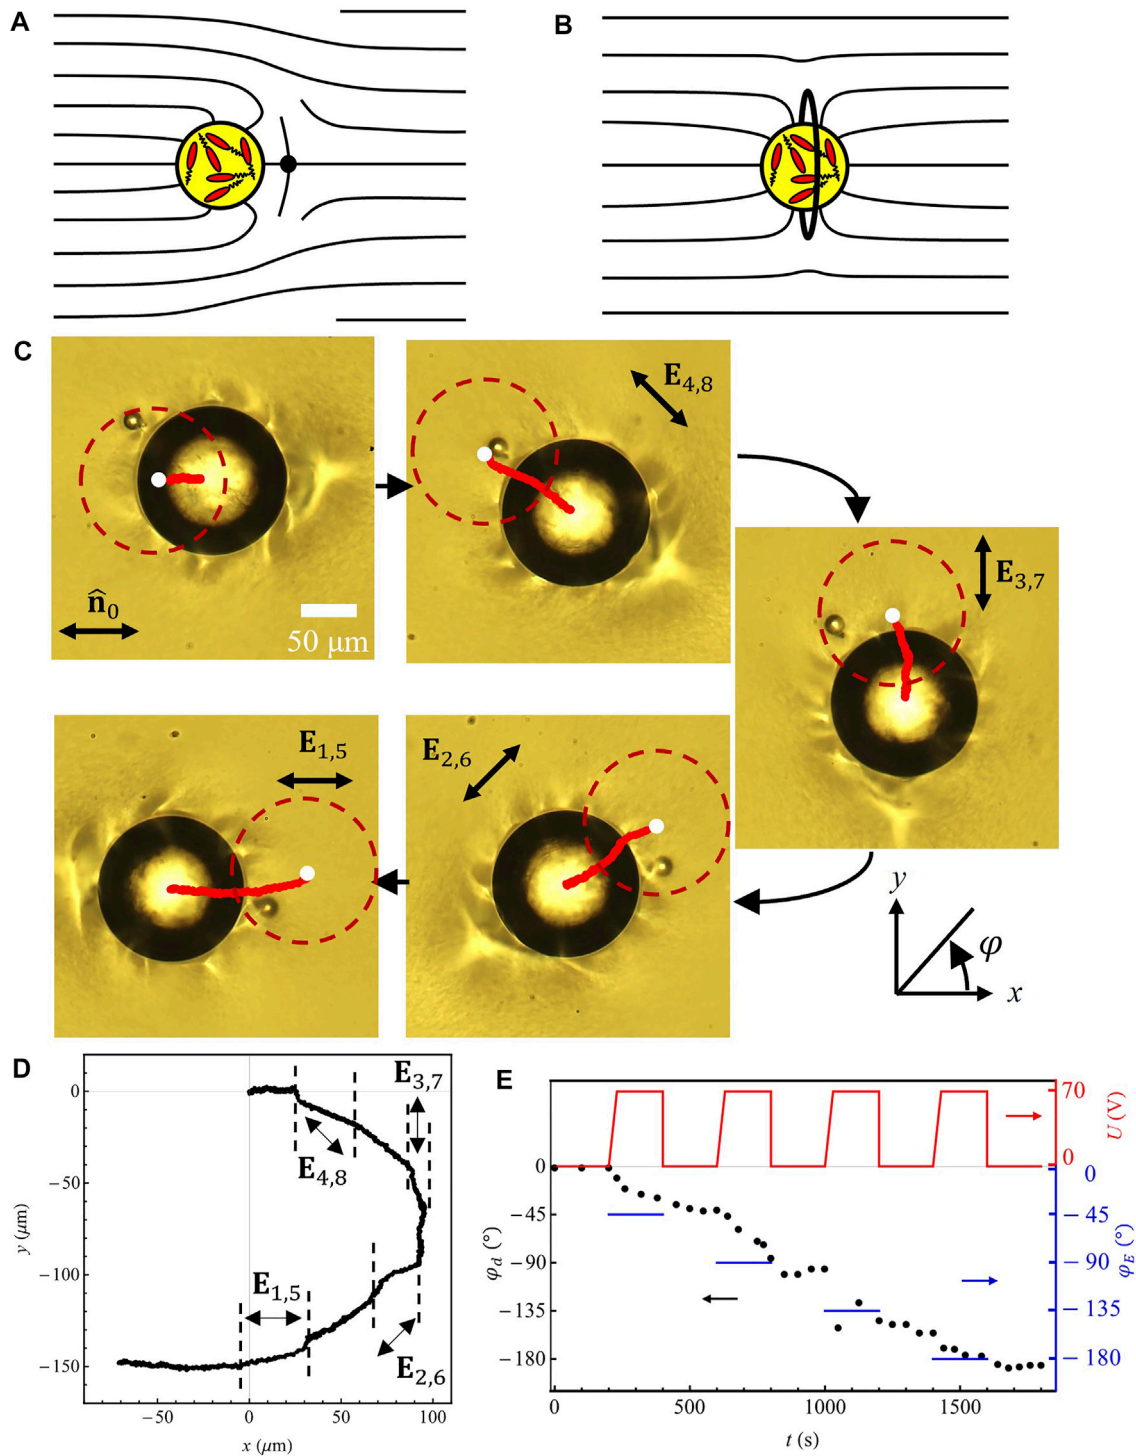 A
B
C
n̂₀
50 μm
E₄,₈
E₃,₇
E₁,₅
E₂,₆
y
φ
x
D
0
−50
−100
−150
y (μm)
−50
0
50
100
x (μm)
E₃,₇
E₄,₈
E₁,₅
E₂,₆
E
70
0
U (V)
0
−45
−90
−135
−180
φd (°)
0
−45
−90
−135
−180
φE (°)
0
500
1000
1500
t (s)